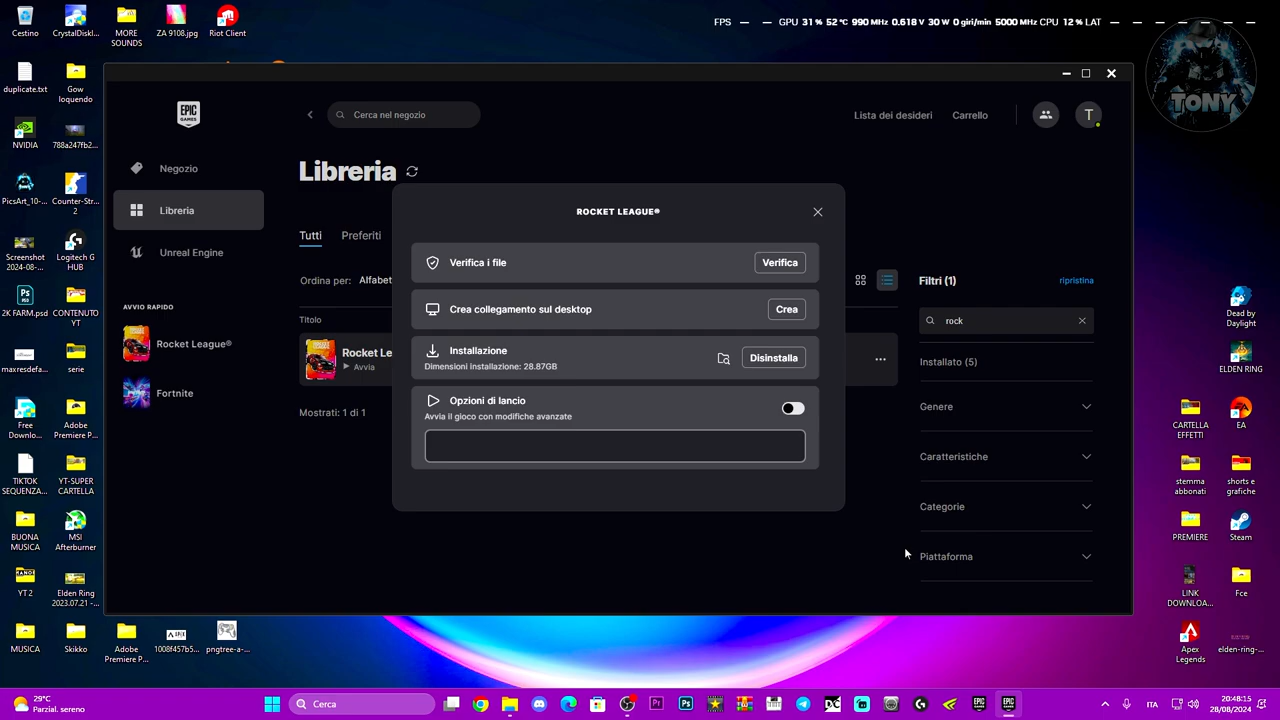 FPS — — GPU 31 % 52 °C 990 MHz 0.618 V 30 W 0 giri/min 5000 MHz CPU 12 % LAT — — — — — — —
Cestino
CrystalDiskI...
MORE
SOUNDS
ZA 9108.jpg
Riot Client
TONY
duplicate.txt
Gow
loquendo
NVIDIA
788a247fb2...
PicsArt_10-...
Counter-Str...
2
Screenshot
2024-08-...
Logitech G
HUB
2K FARM.psd
CONTENUTO
YT
maxresdefa...
serie
Free
Downlo...
Adobe
Premiere P...
TIKTOK
SEQUENZA...
YT-SUPER
CARTELLA
BUONA
MUSICA
MSI
Afterburner
YT 2
Elden Ring
2023.07.21 -...
MUSICA
Skikko
Adobe
Premiere P...
1008f457b5...
pngtree-a-...
EPIC
GAMES
Cerca nel negozio
Lista dei desideri
Carrello
T
Negozio
Libreria
Unreal Engine
AVVIO RAPIDO
Rocket League®
Fortnite
Libreria
Tutti
Preferiti
Ordina per:
Alfabet
Titolo
Rocket Le
Avvia
Mostrati: 1 di 1
ROCKET LEAGUE®
Verifica i file
Verifica
Crea collegamento sul desktop
Crea
Installazione
Dimensioni installazione: 28.87GB
Disinstalla
Opzioni di lancio
Avvia il gioco con modifiche avanzate
Filtri (1)
ripristina
rock
Installato (5)
Genere
Caratteristiche
Categorie
Piattaforma
Dead by
Daylight
ELDEN RING
CARTELLA
EFFETTI
EA
stemma
abbonati
shorts e
grafiche
PREMIERE
Steam
LINK
DOWNLOA...
Fce
Apex
Legends
elden-ring-...
29°C
Parzial. sereno
Cerca
ITA
20:48:15
28/08/2024